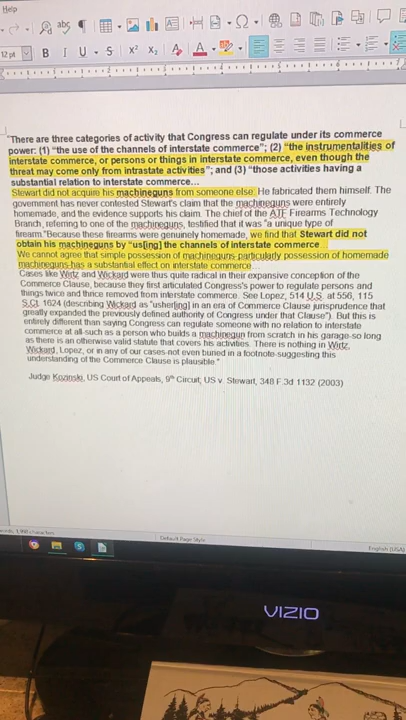 Help
12 pt
B I U S X² X₂ A A
"There are three categories of activity that Congress can regulate under its commerce
power: (1) "the use of the channels of interstate commerce"; (2) "the instrumentalities of
interstate commerce, or persons or things in interstate commerce, even though the
threat may come only from intrastate activities"; and (3) "those activities having a
substantial relation to interstate commerce...
Stewart did not acquire his machineguns from someone else. He fabricated them himself. The
government has never contested Stewart's claim that the machineguns were entirely
homemade, and the evidence supports his claim. The chief of the ATF Firearms Technology
Branch, referring to one of the machineguns, testified that it was "a unique type of
firearm."Because these firearms were genuinely homemade, we find that Stewart did not
obtain his machineguns by "us[ing] the channels of interstate commerce...
We cannot agree that simple possession of machineguns-particularly possession of homemade
machineguns-has a substantial effect on interstate commerce...
Cases like Wirtz and Wickard were thus quite radical in their expansive conception of the
Commerce Clause, because they first articulated Congress's power to regulate persons and
things twice and thrice removed from interstate commerce. See Lopez, 514 U.S. at 556, 115
S.Ct. 1624 (describing Wickard as "usher[ing] in an era of Commerce Clause jurisprudence that
greatly expanded the previously defined authority of Congress under that Clause"). But this is
entirely different than saying Congress can regulate someone with no relation to interstate
commerce at all-such as a person who builds a machinegun from scratch in his garage-so long
as there is an otherwise valid statute that covers his activities. There is nothing in Wirtz,
Wickard, Lopez, or in any of our cases-not even buried in a footnote-suggesting this
understanding of the Commerce Clause is plausible."
Judge Kozinski, US Court of Appeals, 9th Circuit, US v. Stewart, 348 F.3d 1132 (2003)
Default Page Style
English (USA)
VIZIO